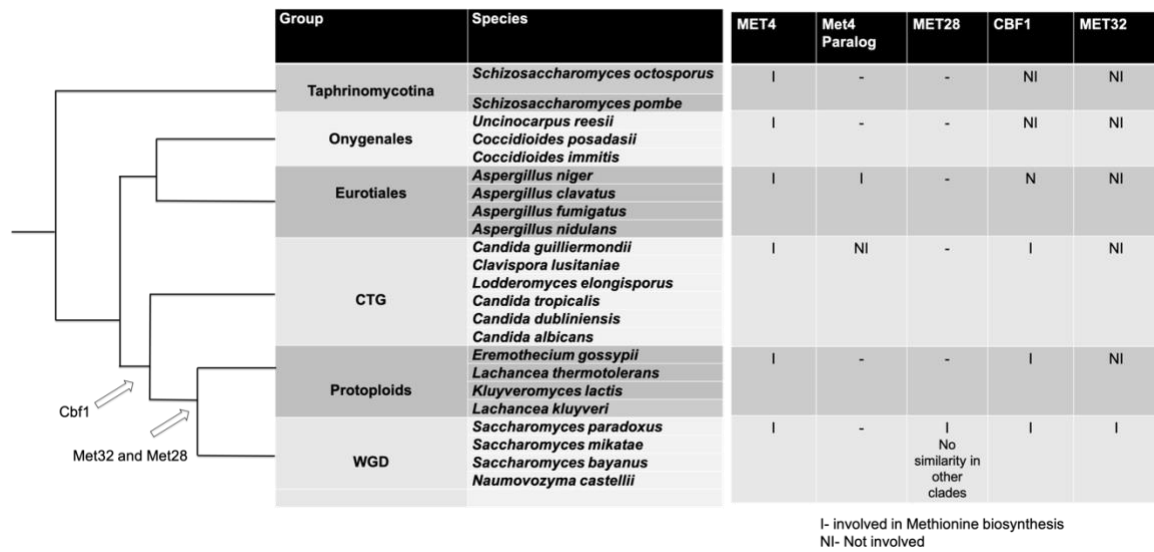 Group Species MET4 Met4 Paralog MET28 CBF1 MET32
Taphrinomycotina Schizosaccharomyces octosporus I - - NI NI
Schizosaccharomyces pombe
Onygenales Uncinocarpus reesii I - - NI NI
Coccidioides posadasii
Coccidioides immitis
Eurotiales Aspergillus niger I I - N NI
Aspergillus clavatus
Aspergillus fumigatus
Aspergillus nidulans
CTG Candida guilliermondii I NI - I NI
Clavispora lusitaniae
Lodderomyces elongisporus
Candida tropicalis
Candida dubliniensis
Candida albicans
Protoploids Eremothecium gossypii I - - I NI
Lachancea thermotolerans
Kluyveromyces lactis
Lachancea kluyveri
WGD Saccharomyces paradoxus I - I No similarity in other clades I I
Saccharomyces mikatae
Saccharomyces bayanus
Naumovozyma castellii
Cbf1
Met32 and Met28
I- involved in Methionine biosynthesis
NI- Not involved